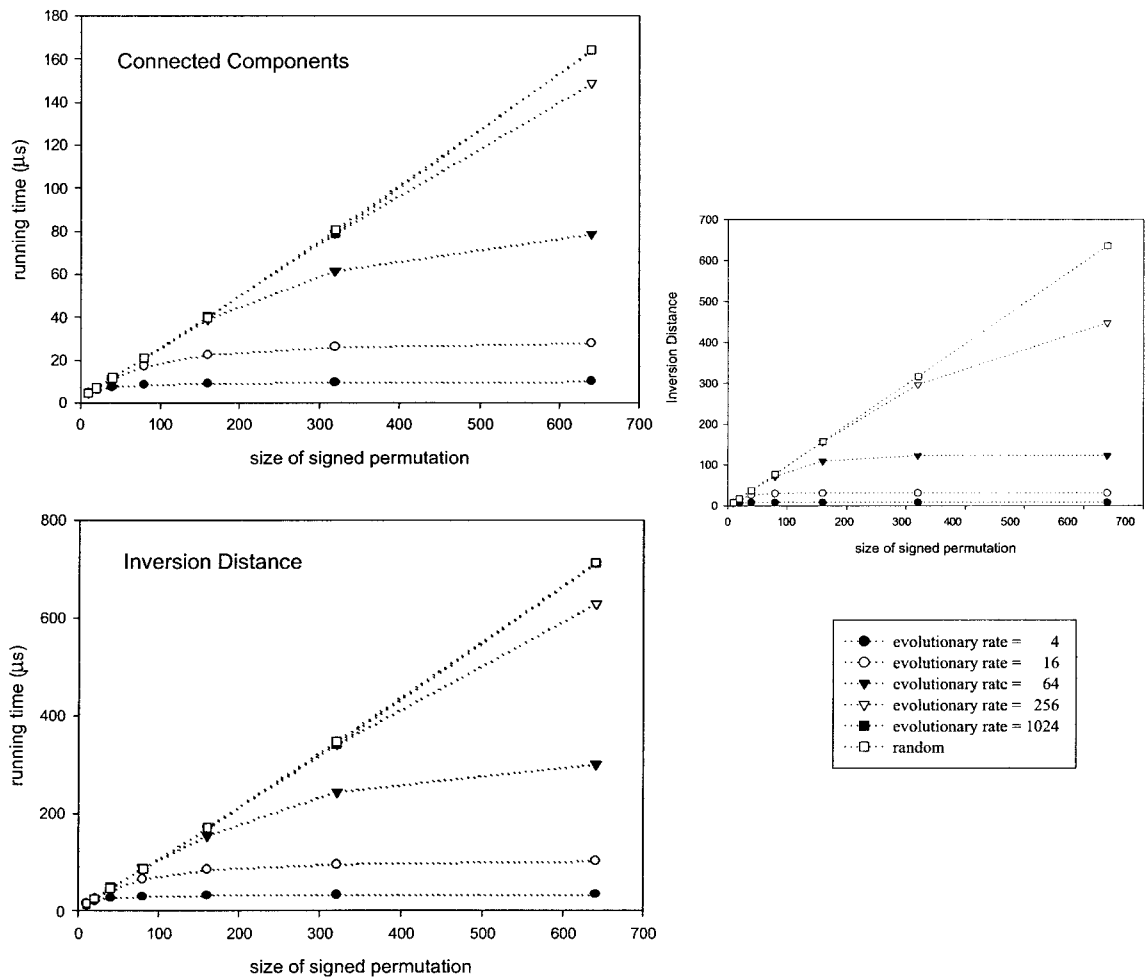 180
160
140
120
100
80
60
40
20
0
running time (μs)
Connected Components
0 100 200 300 400 500 600 700
size of signed permutation
700
600
500
400
300
200
100
0
Inversion Distance
0 100 200 300 400 500 600 700
size of signed permutation
800
600
400
200
0
running time (μs)
Inversion Distance
0 100 200 300 400 500 600 700
size of signed permutation
evolutionary rate = 4
evolutionary rate = 16
evolutionary rate = 64
evolutionary rate = 256
evolutionary rate = 1024
random